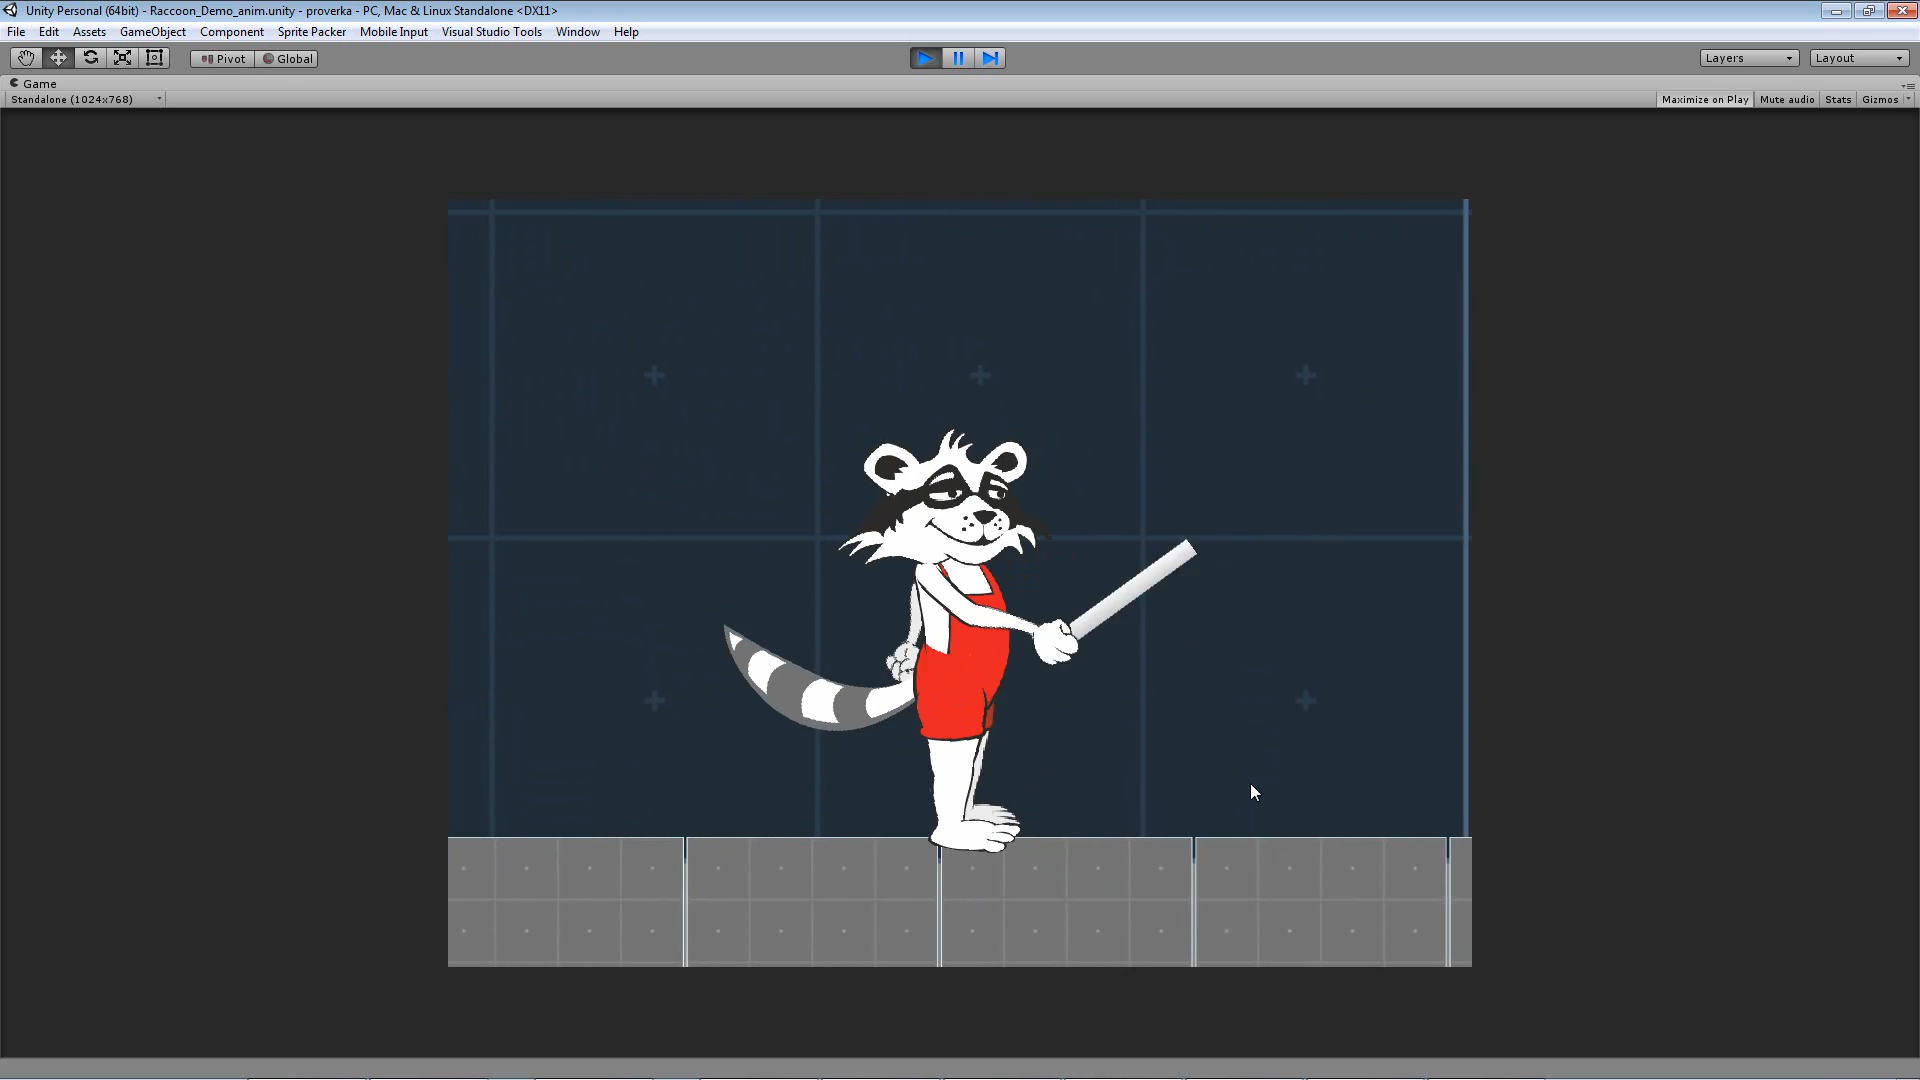 Unity Personal (64bit) - Raccoon_Demo_anim.unity - proverka - PC, Mac & Linux Standalone <DX11>
File Edit Assets GameObject Component Sprite Packer Mobile Input Visual Studio Tools Window Help
Pivot Global Layers Layout
Game
Standalone (1024x768) Maximize on Play Mute audio Stats Gizmos